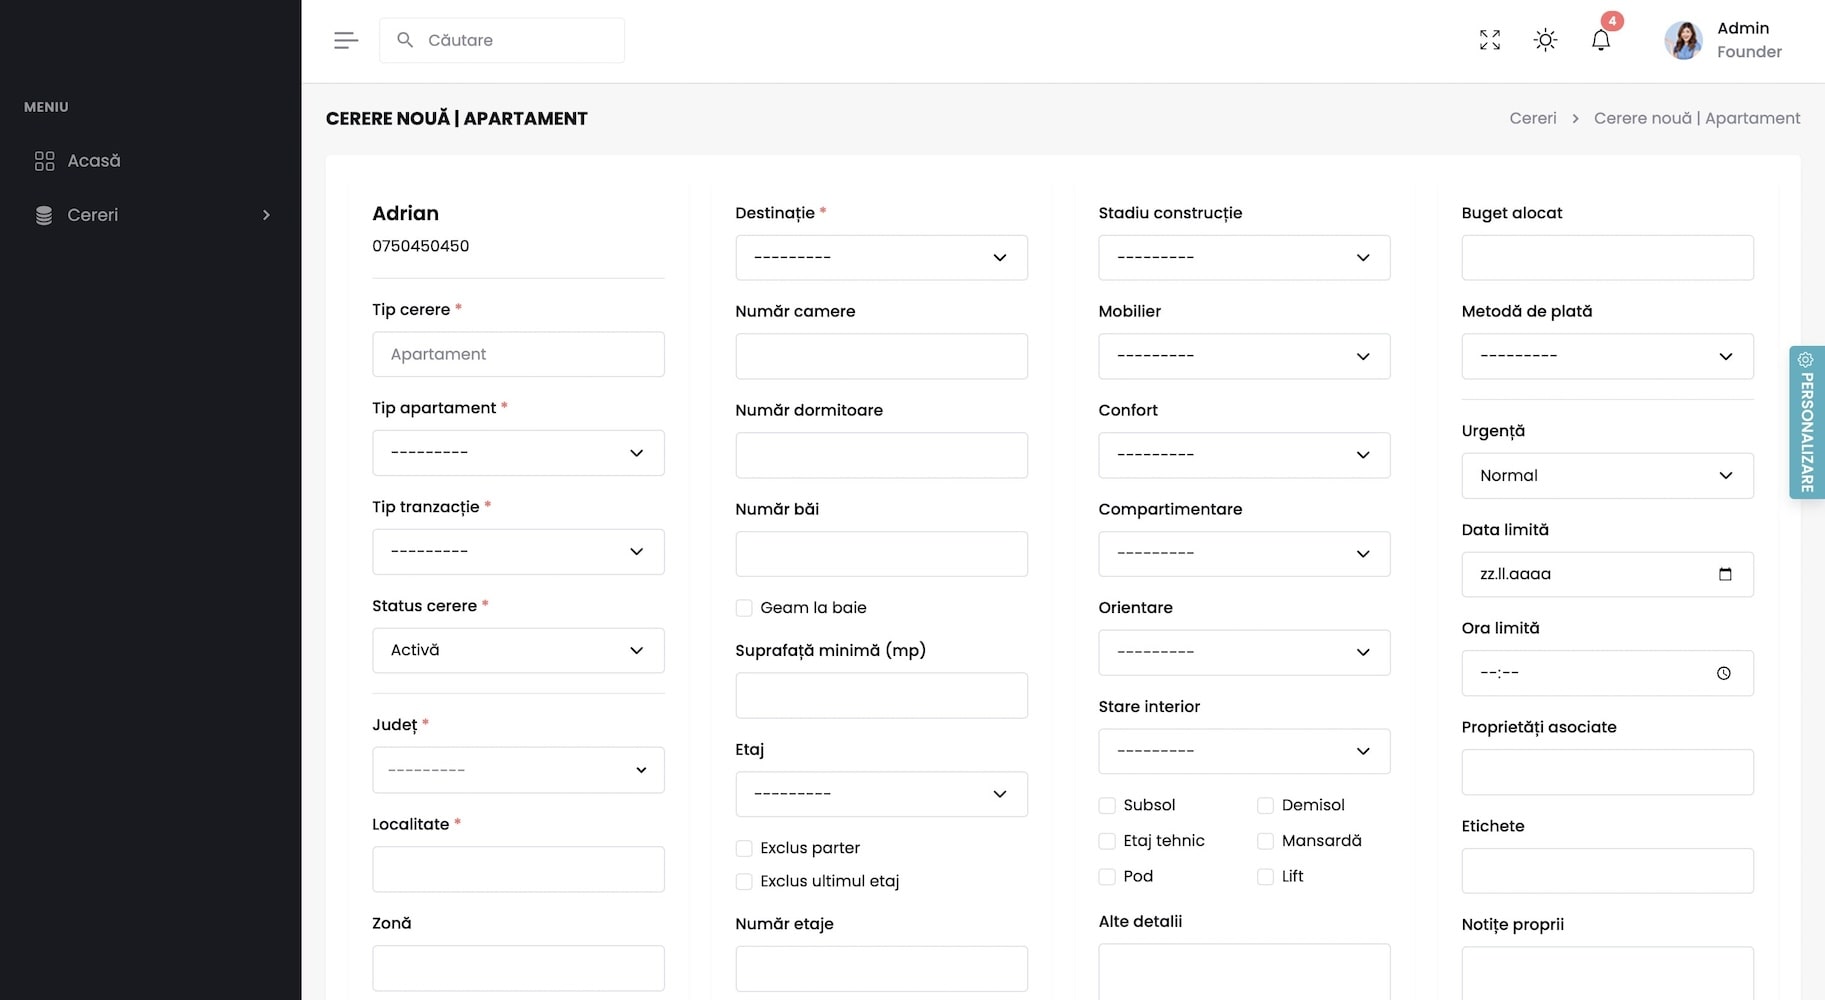 Căutare
4
Admin
Founder
MENIU
Acasă
Cereri
CERERE NOUĂ | APARTAMENT
Cereri > Cerere nouă | Apartament
Adrian
0750450450
Tip cerere *
Apartament
Tip apartament *
---------
Tip tranzacție *
---------
Status cerere *
Activă
Județ *
---------
Localitate *
Zonă
Destinație *
---------
Număr camere
Număr dormitoare
Număr băi
Geam la baie
Suprafață minimă (mp)
Etaj
---------
Exclus parter
Exclus ultimul etaj
Număr etaje
Stadiu construcție
---------
Mobilier
---------
Confort
---------
Compartimentare
---------
Orientare
---------
Stare interior
---------
Subsol Demisol
Etaj tehnic Mansardă
Pod Lift
Alte detalii
Buget alocat
Metodă de plată
---------
Urgență
Normal
Data limită
zz.ll.aaaa
Ora limită
--:--
Proprietăți asociate
Etichete
Notițe proprii
PERSONALIZARE